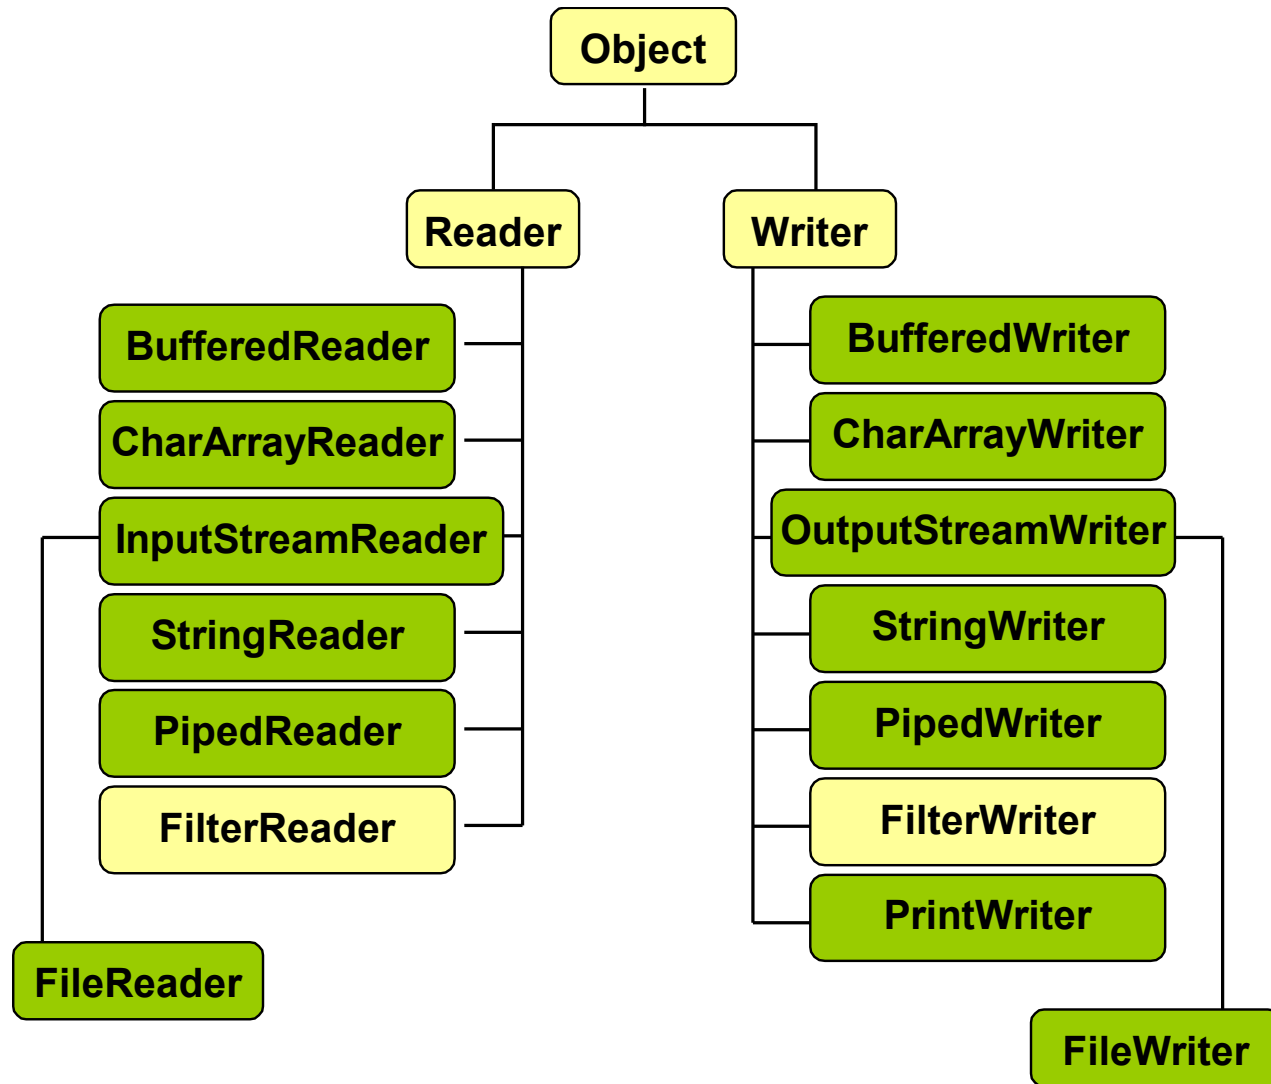 Object
Reader
Writer
BufferedReader
CharArrayReader
InputStreamReader
StringReader
PipedReader
FilterReader
FileReader
BufferedWriter
CharArrayWriter
OutputStreamWriter
StringWriter
PipedWriter
FilterWriter
PrintWriter
FileWriter